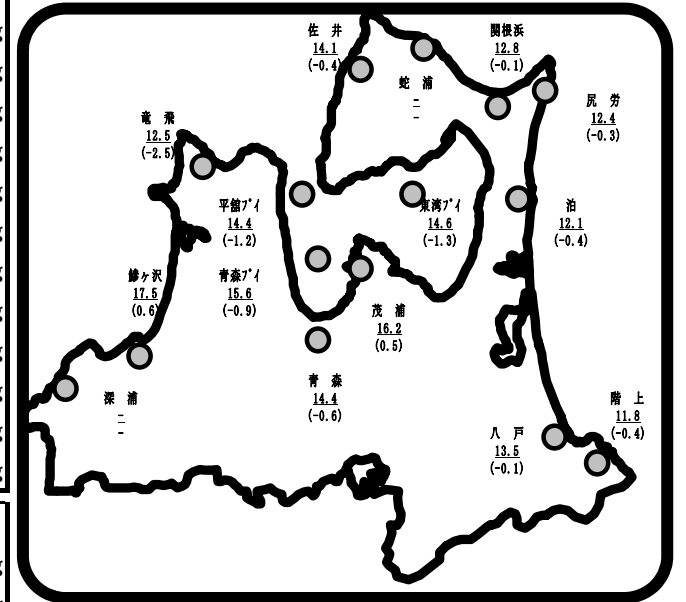 佐 井
14.1
(-0.4)
関根浜
12.8
(-0.1)
蛇 浦
-
-
尻 労
12.4
(-0.3)
竜 飛
12.5
(-2.5)
平舘ﾌﾞｲ
14.4
(-1.2)
東湾ﾌﾞｲ
14.6
(-1.3)
泊
12.1
(-0.4)
鰺ヶ沢
17.5
(0.6)
青森ﾌﾞｲ
15.6
(-0.9)
茂 浦
16.2
(0.5)
深 浦
-
-
青 森
14.4
(-0.6)
階 上
11.8
(-0.4)
八 戸
13.5
(-0.1)